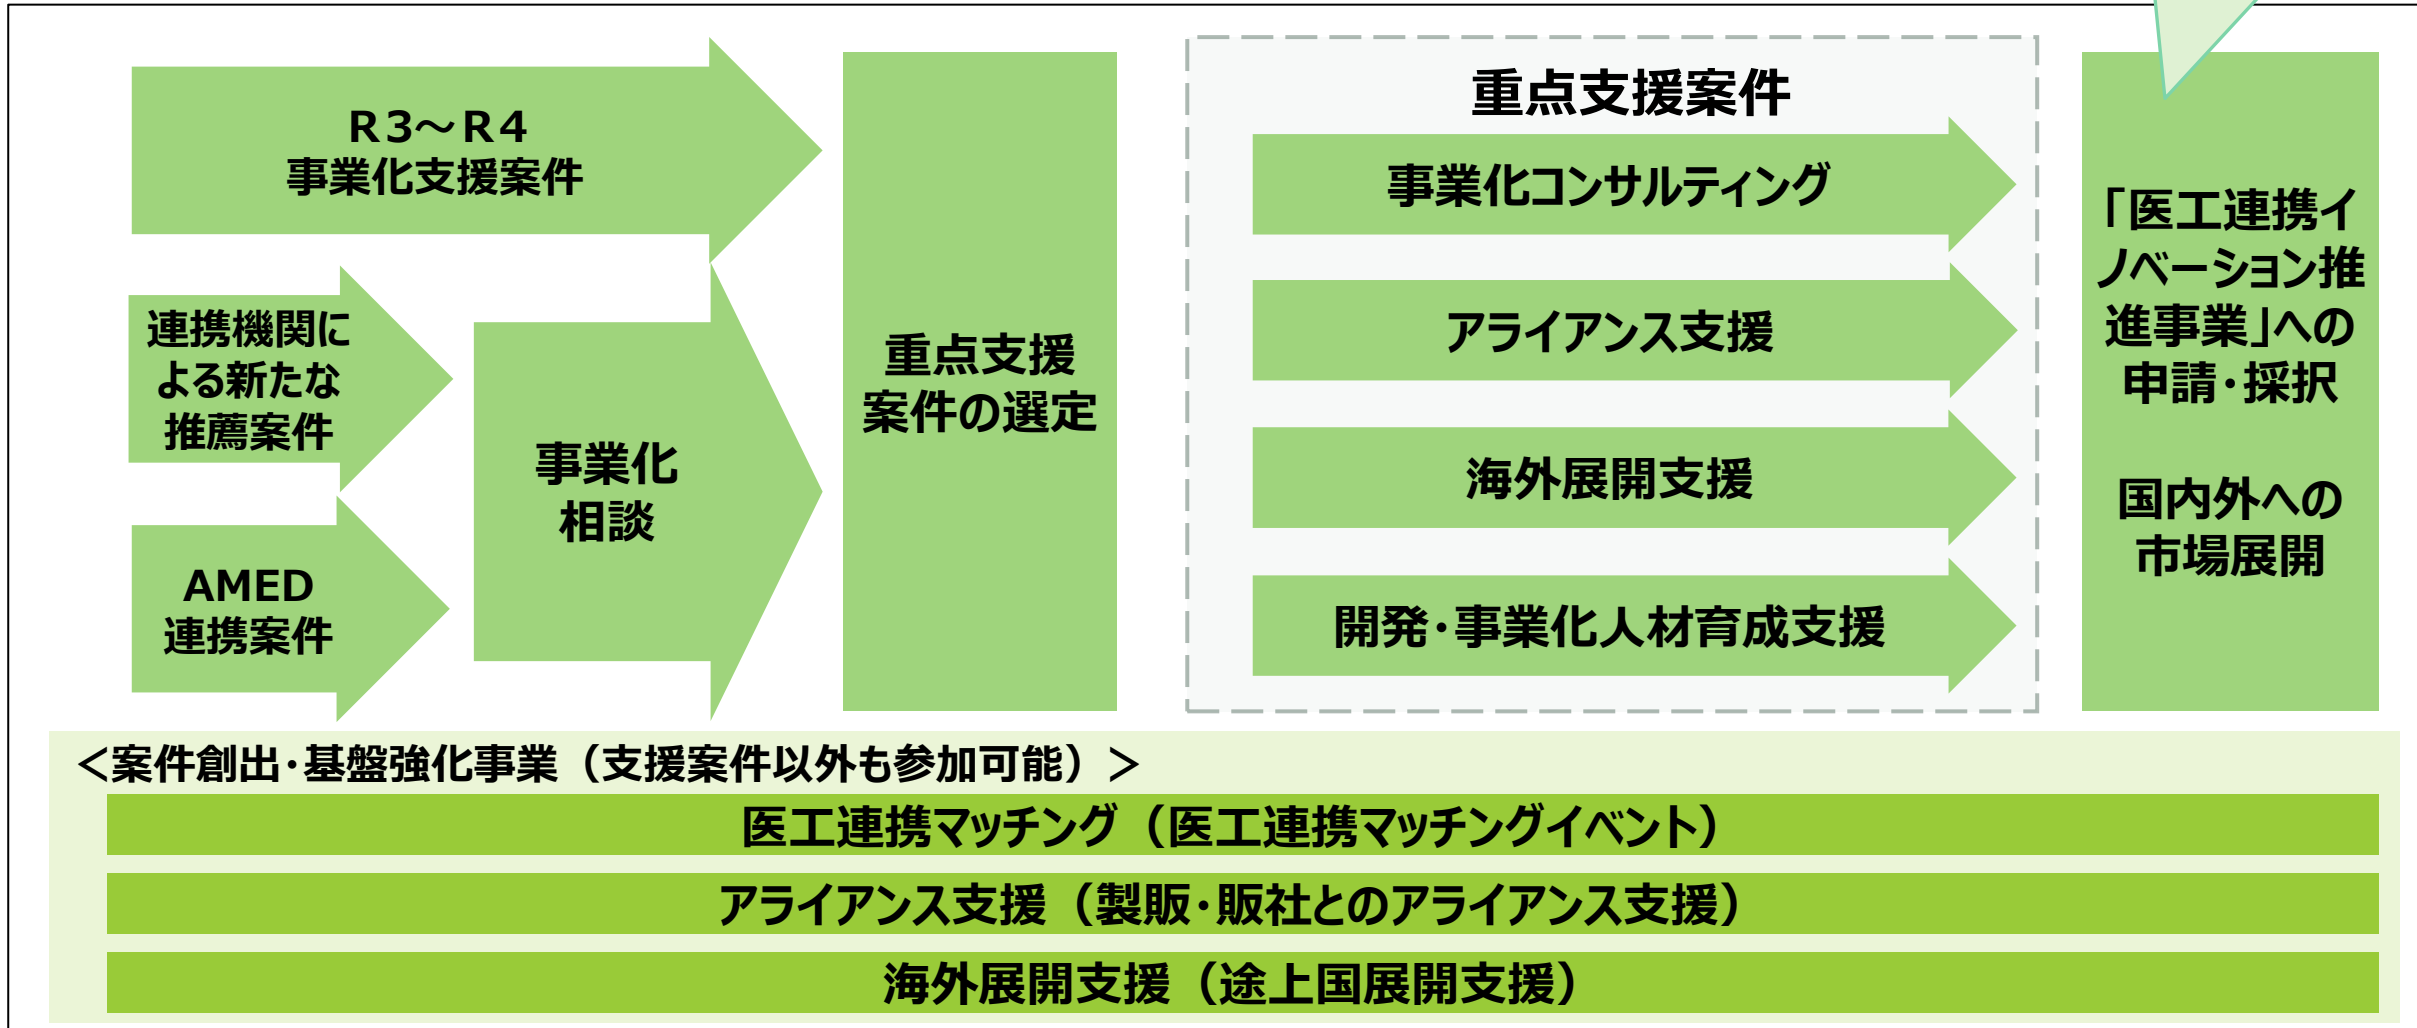 R3～R4
事業化支援案件
連携機関に
よる新たな
推薦案件
AMED
連携案件
事業化
相談
重点支援
案件の選定
重点支援案件
事業化コンサルティング
アライアンス支援
海外展開支援
開発・事業化人材育成支援
「医工連携イ
ノベーション推
進事業」への
申請・採択
国内外への
市場展開
＜案件創出・基盤強化事業（支援案件以外も参加可能）＞
医工連携マッチング（医工連携マッチングイベント）
アライアンス支援（製販・販社とのアライアンス支援）
海外展開支援（途上国展開支援）